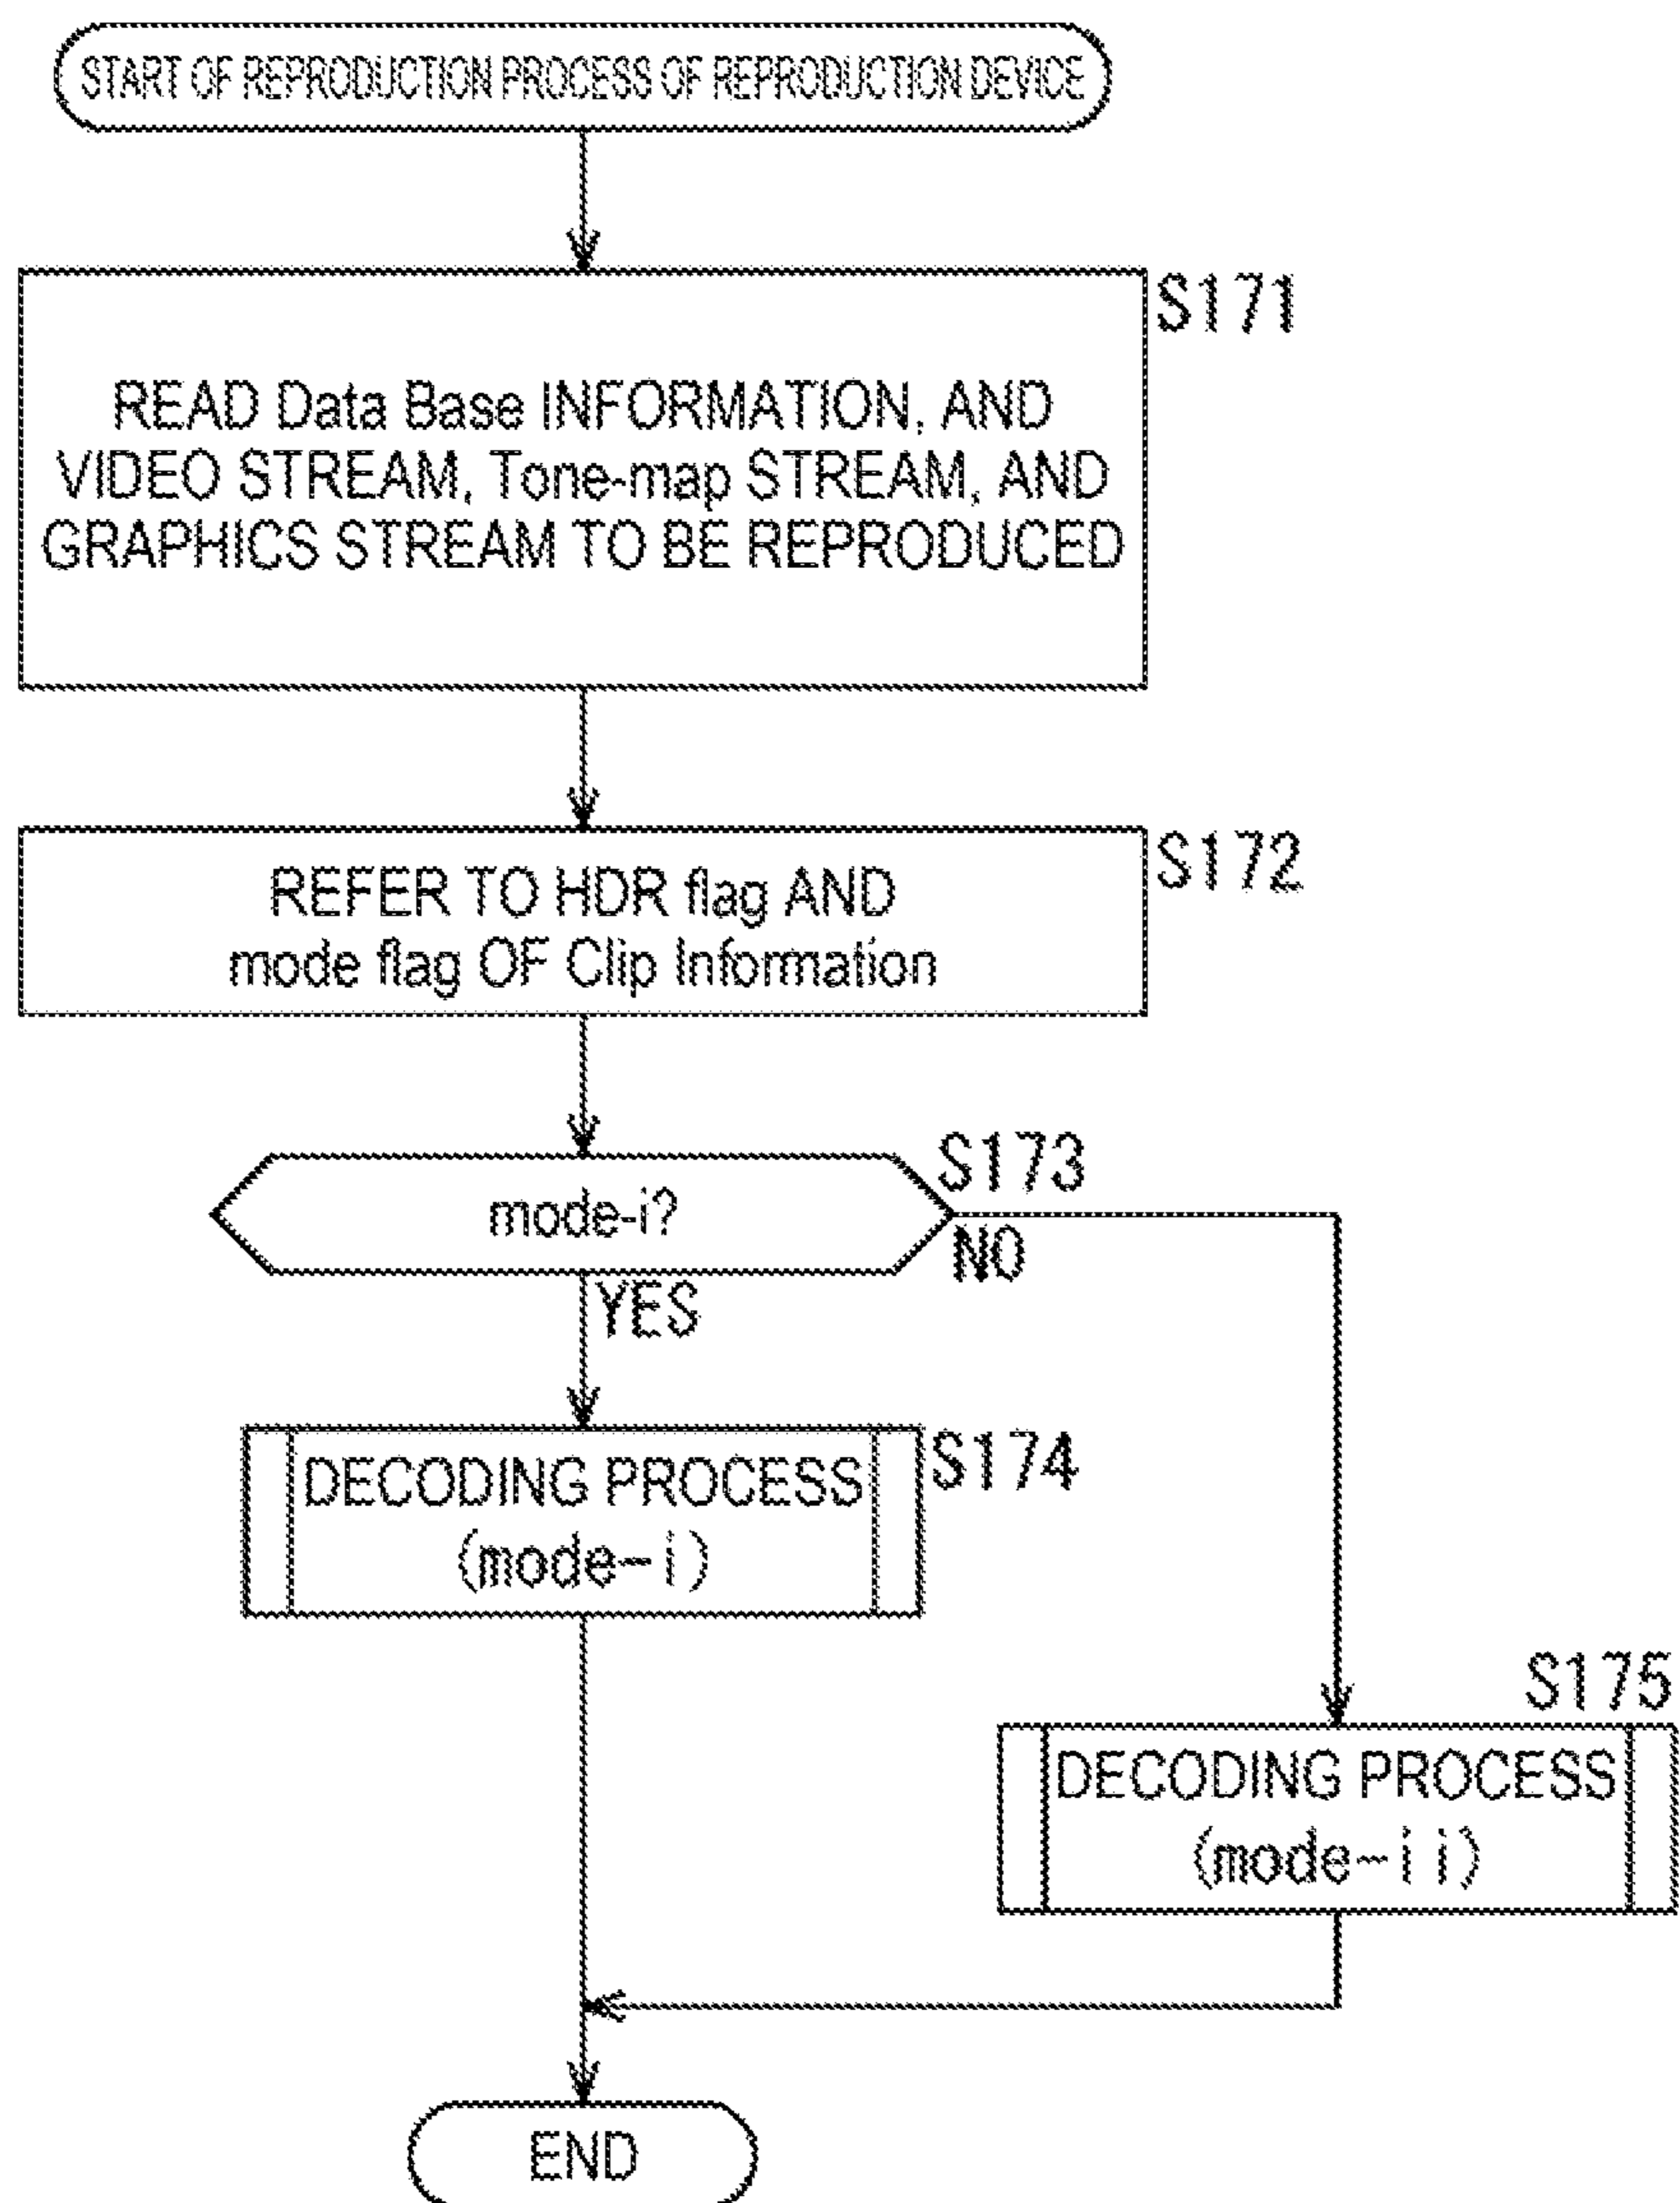 START OF REPRODUCTION PROCESS OF REPRODUCTION DEVICE
S171
READ Data Base INFORMATION, AND
VIDEO STREAM, Tone-map STREAM, AND
GRAPHICS STREAM TO BE REPRODUCED
S172
REFER TO HDR flag AND
mode flag OF Clip Information
S173
mode-i?
NO
YES
S174
DECODING PROCESS
(mode-i)
S175
DECODING PROCESS
(mode-ii)
END